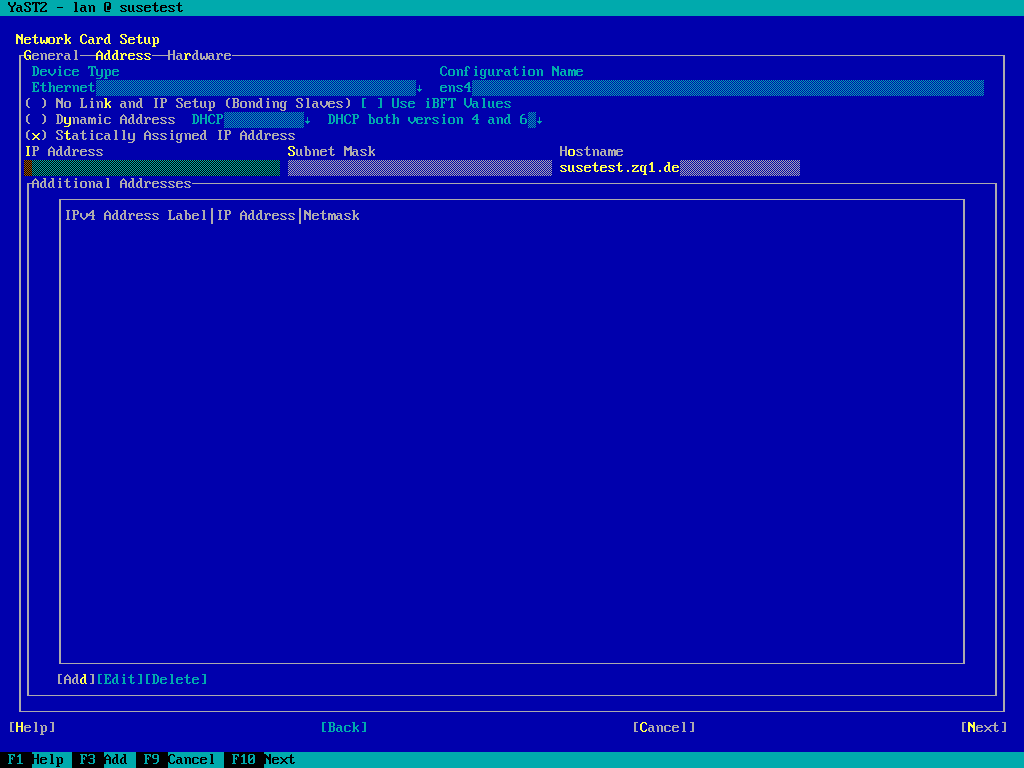 YaST2 - lan @ susetest
Network Card Setup
General Address Hardware
Device Type Configuration Name
Ethernet ↓ ens4
( ) No Link and IP Setup (Bonding Slaves) [ ] Use iBFT Values
( ) Dynamic Address DHCP ↓ DHCP both version 4 and 6 ↓
(x) Statically Assigned IP Address
IP Address Subnet Mask Hostname
susetest.zq1.de
Additional Addresses
IPv4 Address Label|IP Address|Netmask
[Add][Edit][Delete]
[Help] [Back] [Cancel] [Next]
F1 Help F3 Add F9 Cancel F10 Next